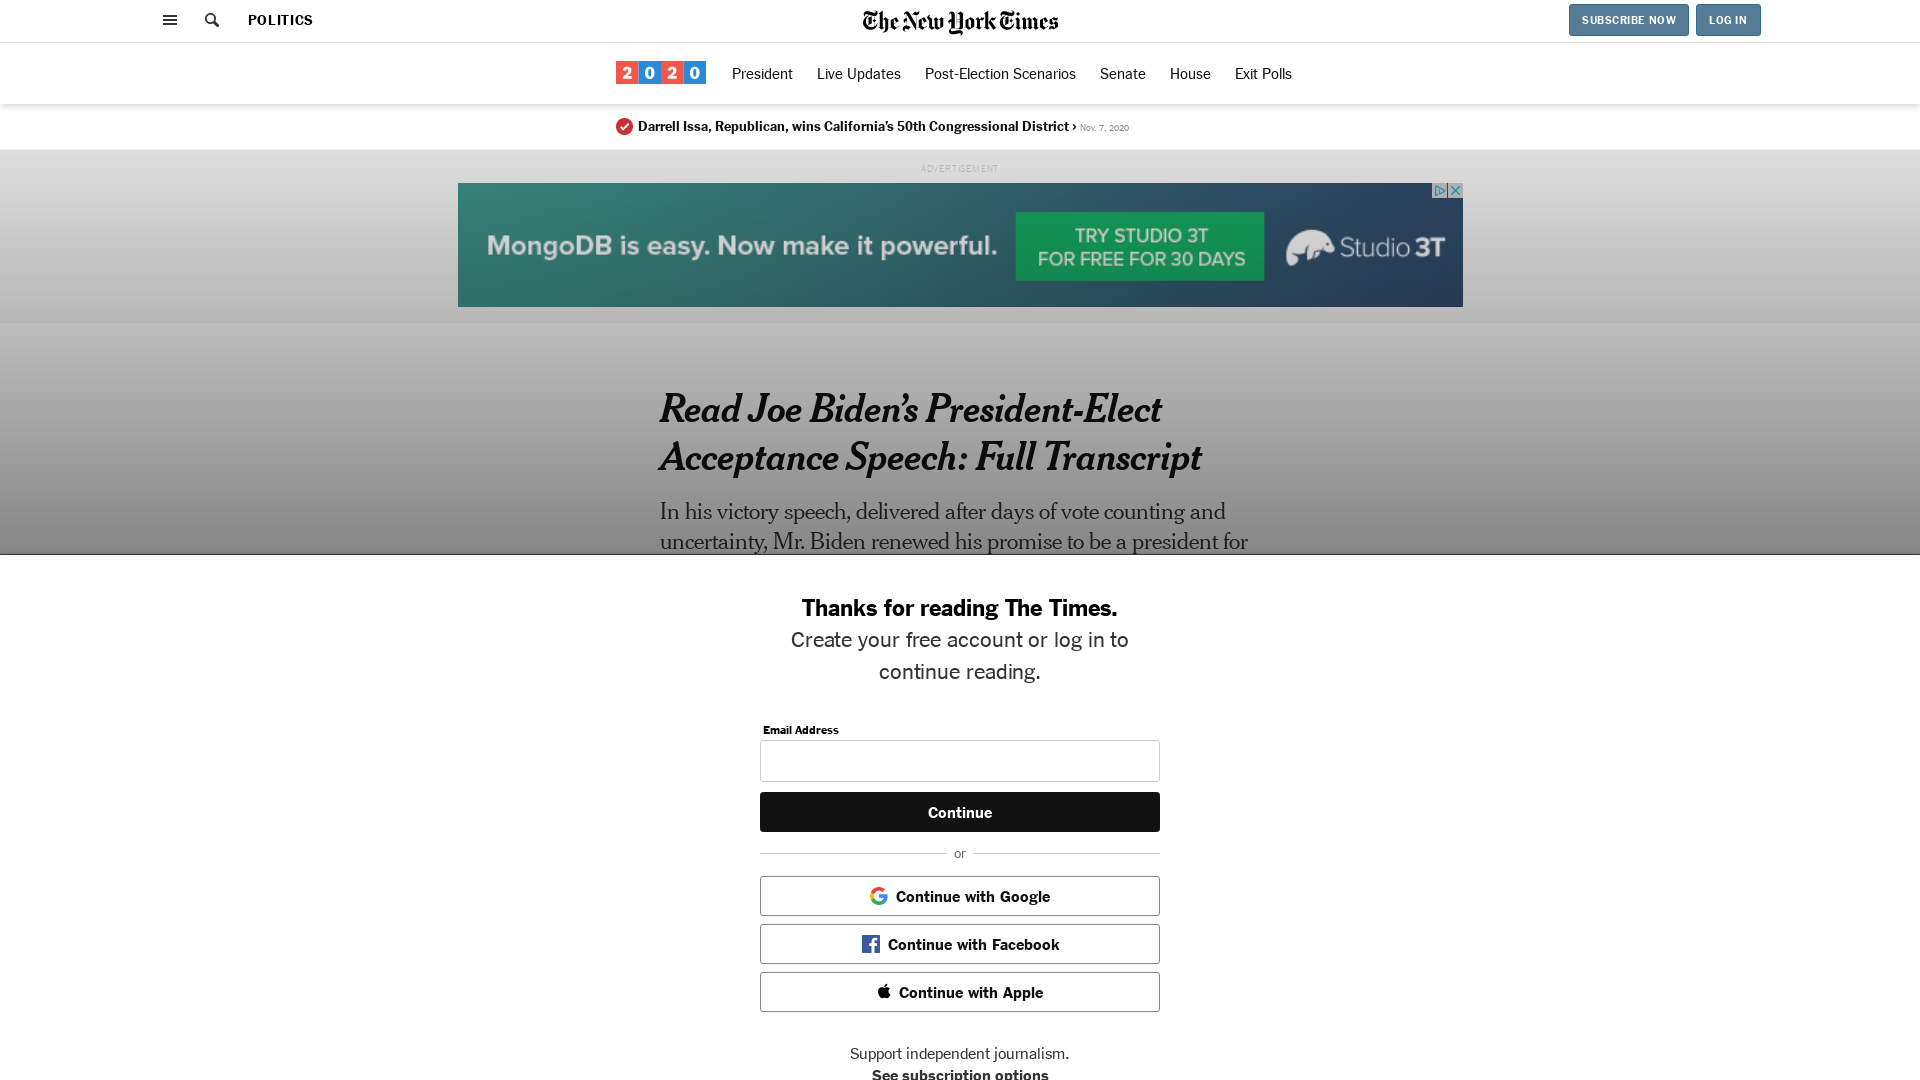 POLITICS
The New York Times
SUBSCRIBE NOW
LOG IN
2020
President
Live Updates
Post-Election Scenarios
Senate
House
Exit Polls
Darrell Issa, Republican, wins California’s 50th Congressional District › Nov. 7, 2020
ADVERTISEMENT
MongoDB is easy. Now make it powerful.
TRY STUDIO 3T
FOR FREE FOR 30 DAYS
Studio 3T
Read Joe Biden’s President-Elect
Acceptance Speech: Full Transcript
In his victory speech, delivered after days of vote counting and
uncertainty, Mr. Biden renewed his promise to be a president for
Thanks for reading The Times.
Create your free account or log in to
continue reading.
Email Address
Continue
or
Continue with Google
Continue with Facebook
Continue with Apple
Support independent journalism.
See subscription options